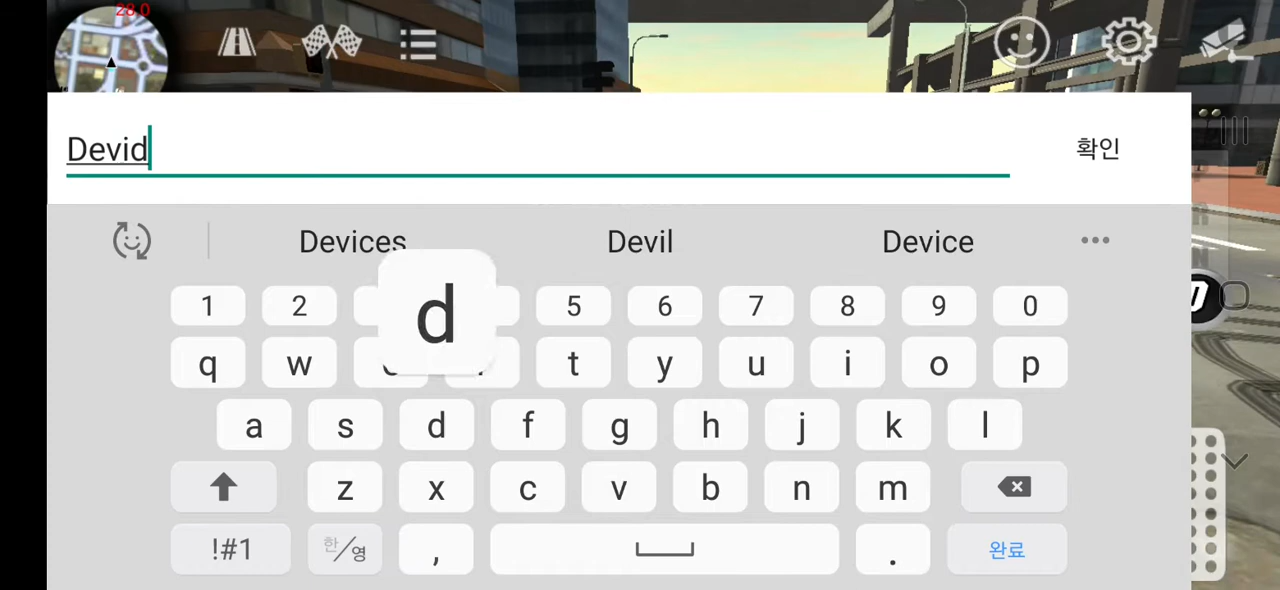 28.0
Devid
확인
Devices Devil Device •••
d
1 2 5 6 7 8 9 0
q w t y u i o p
a s d f g h j k l
z x c v b n m
!#1 한/영 , . 완료